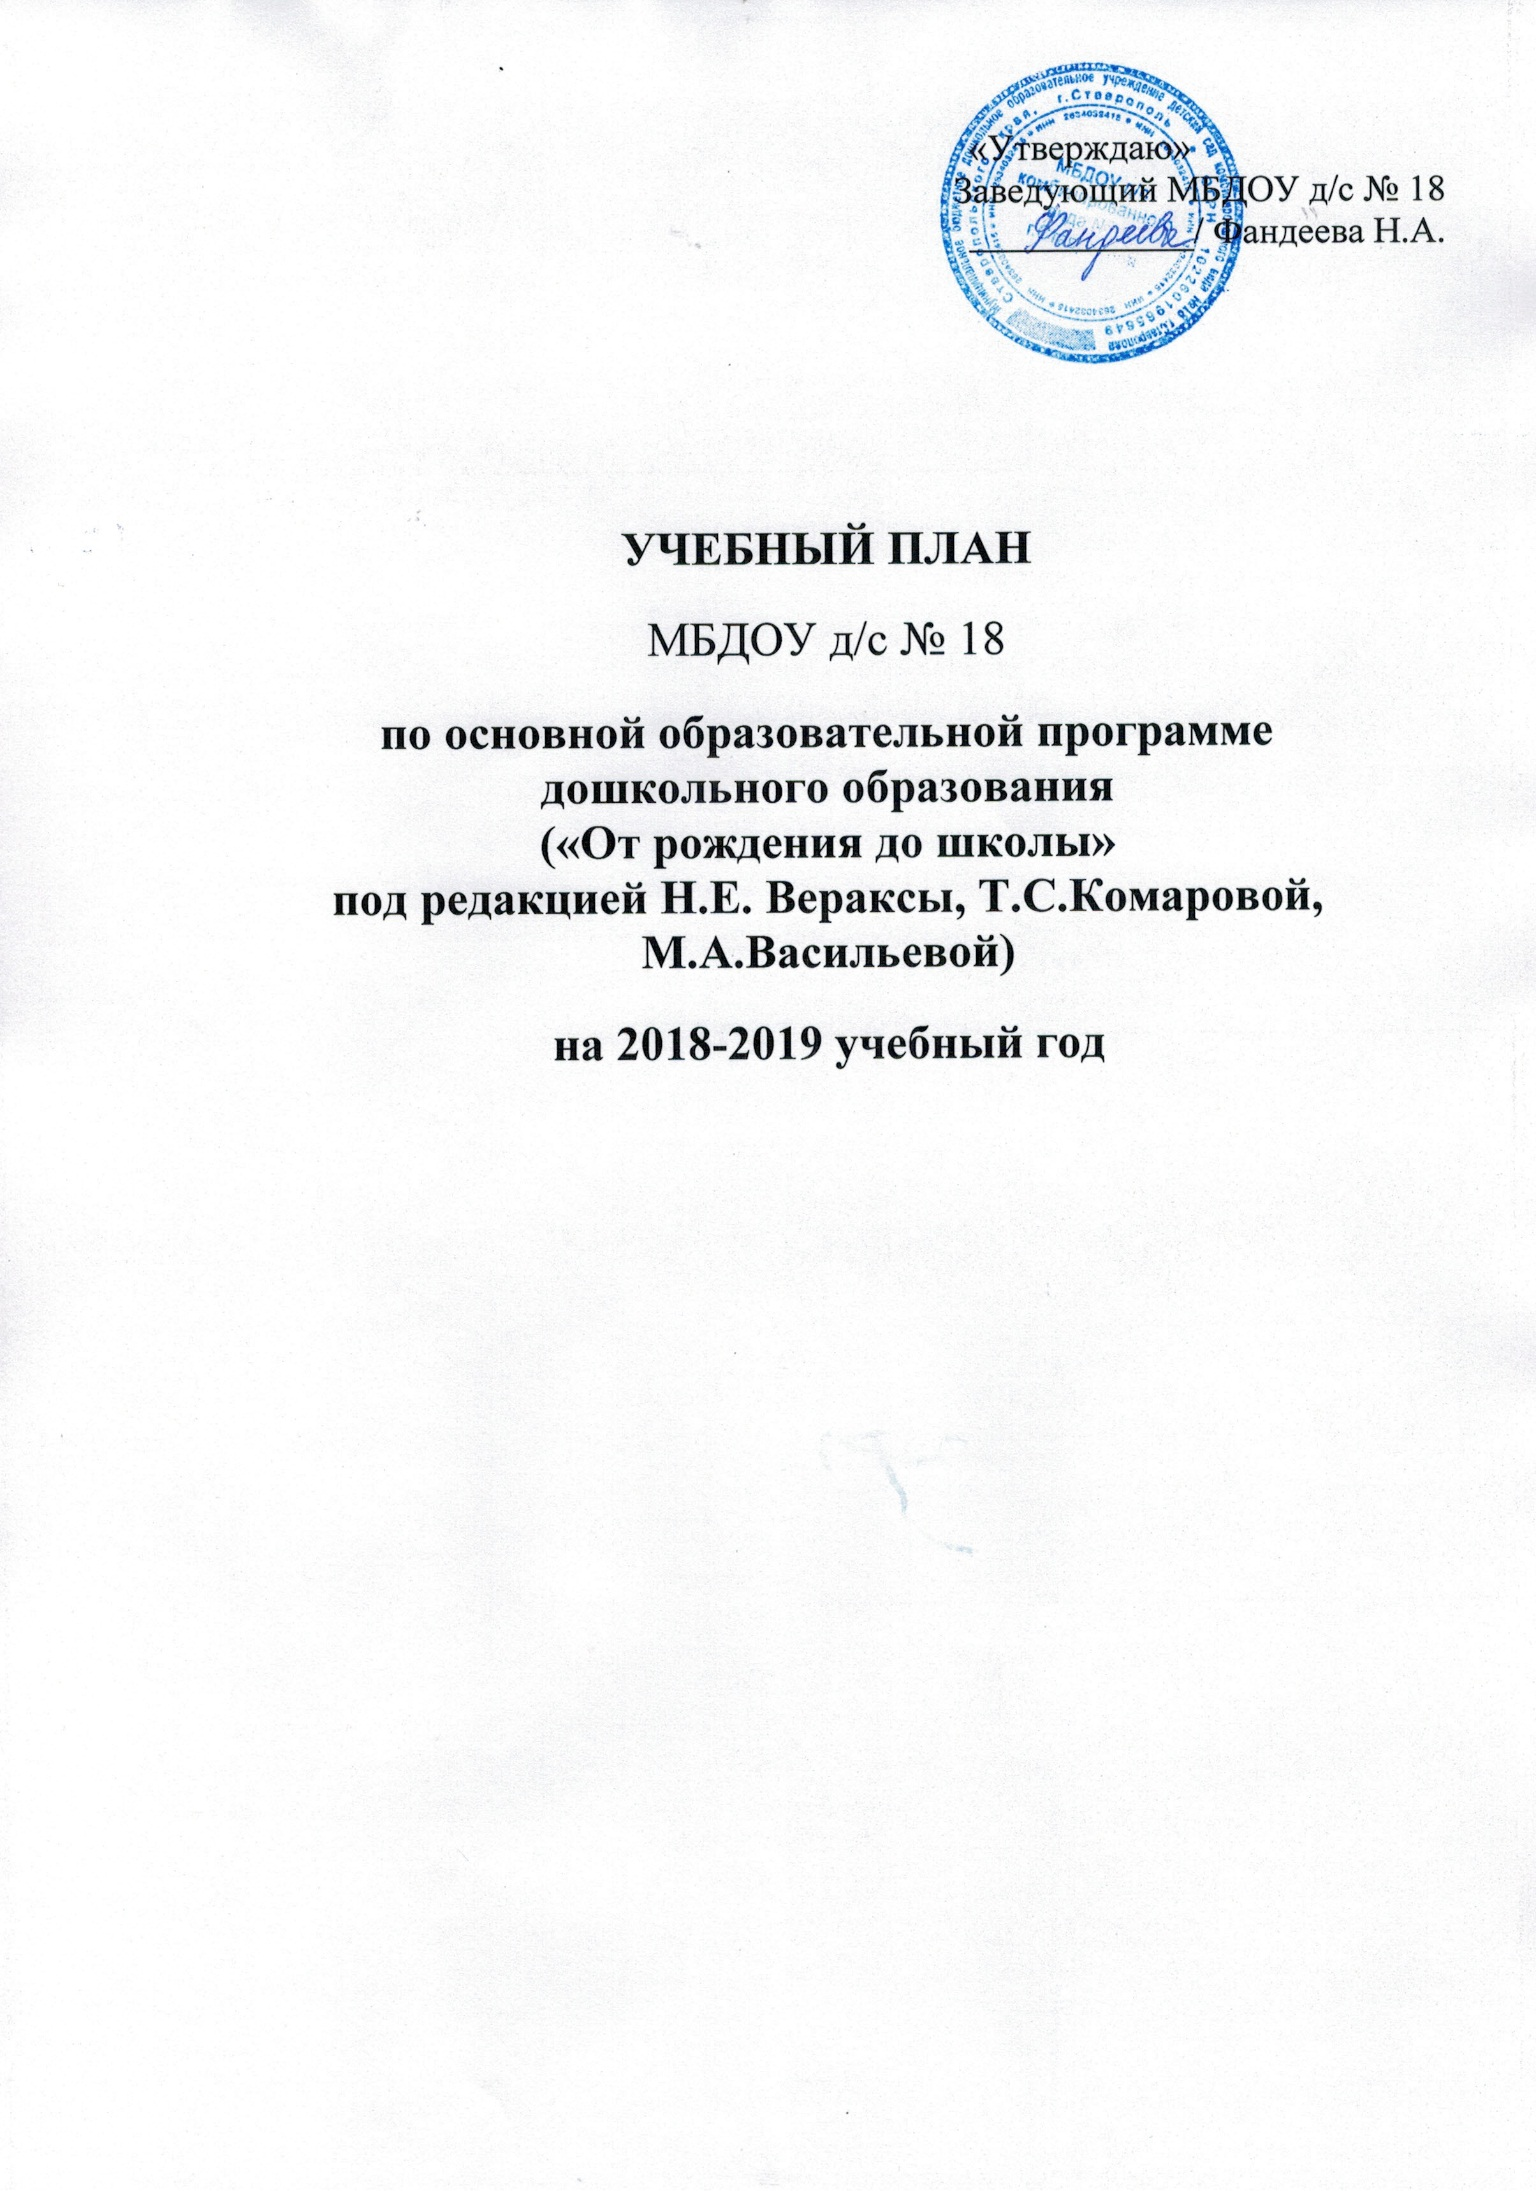 «Утверждаю»
Заведующий МБДОУ д/с № 18
/ Фандеева Н.А.
УЧЕБНЫЙ ПЛАН
МБДОУ д/с № 18
по основной образовательной программе
дошкольного образования
(«От рождения до школы»
под редакцией Н.Е. Вераксы, Т.С.Комаровой,
М.А.Васильевой)
на 2018-2019 учебный год